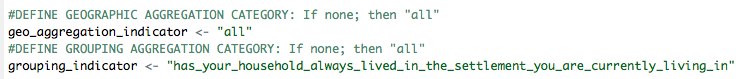 #DEFINE GEOGRAPHIC AGGREGATION CATEGORY: If none; then "all"
geo_aggregation_indicator <- "all"
#DEFINE GROUPING AGGREGATION CATEGORY: If none; then "all"
grouping_indicator <- "has_your_household_always_lived_in_the_settlement_you_are_currently_living_in"